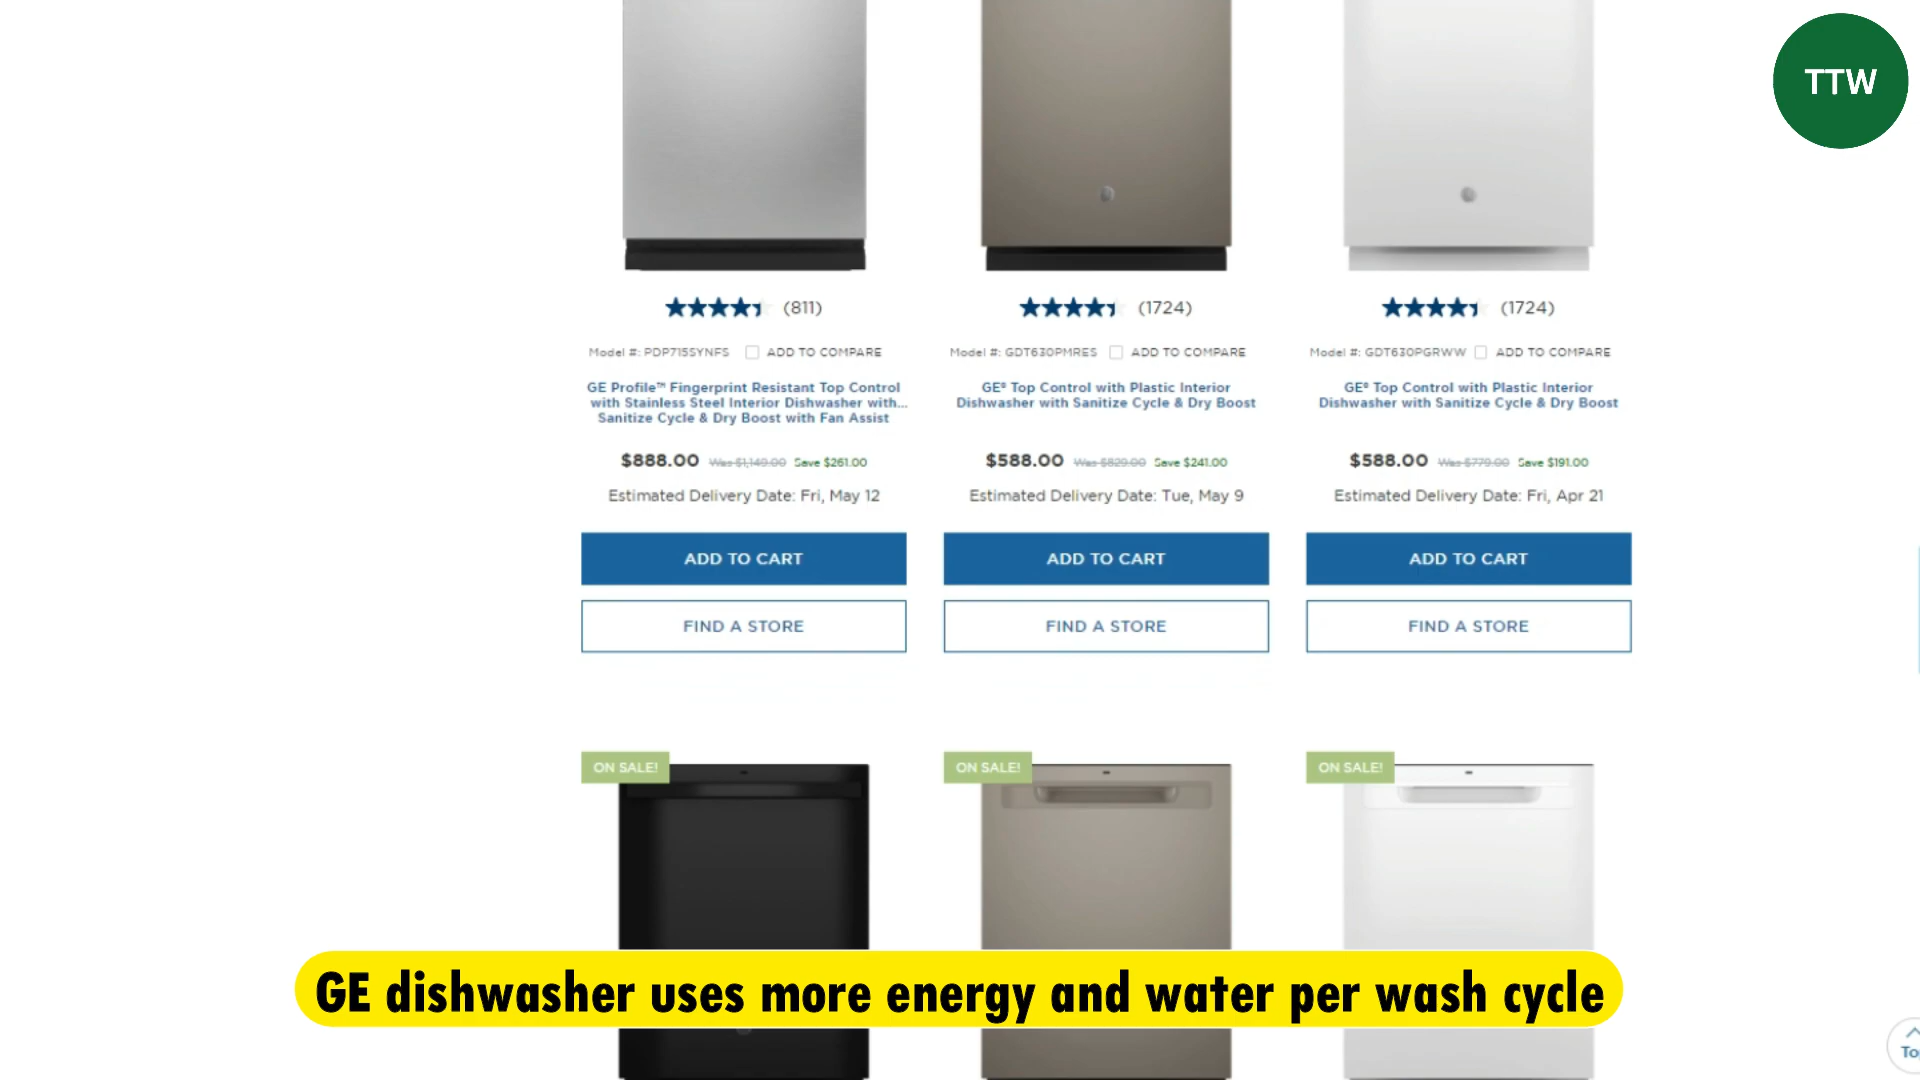 TTW
(811)
(1724)
(1724)
Model #: PDP715SYNFS ADD TO COMPARE
Model #: GDT630PMRES ADD TO COMPARE
Model #: GDT630PGRWW ADD TO COMPARE
GE Profile™ Fingerprint Resistant Top Control
with Stainless Steel Interior Dishwasher with...
Sanitize Cycle & Dry Boost with Fan Assist
GE® Top Control with Plastic Interior
Dishwasher with Sanitize Cycle & Dry Boost
GE® Top Control with Plastic Interior
Dishwasher with Sanitize Cycle & Dry Boost
$888.00 Was $1,149.00 Save $261.00
$588.00 Was $829.00 Save $241.00
$588.00 Was $779.00 Save $191.00
Estimated Delivery Date: Fri, May 12
Estimated Delivery Date: Tue, May 9
Estimated Delivery Date: Fri, Apr 21
ADD TO CART
ADD TO CART
ADD TO CART
FIND A STORE
FIND A STORE
FIND A STORE
ON SALE!
ON SALE!
ON SALE!
GE dishwasher uses more energy and water per wash cycle